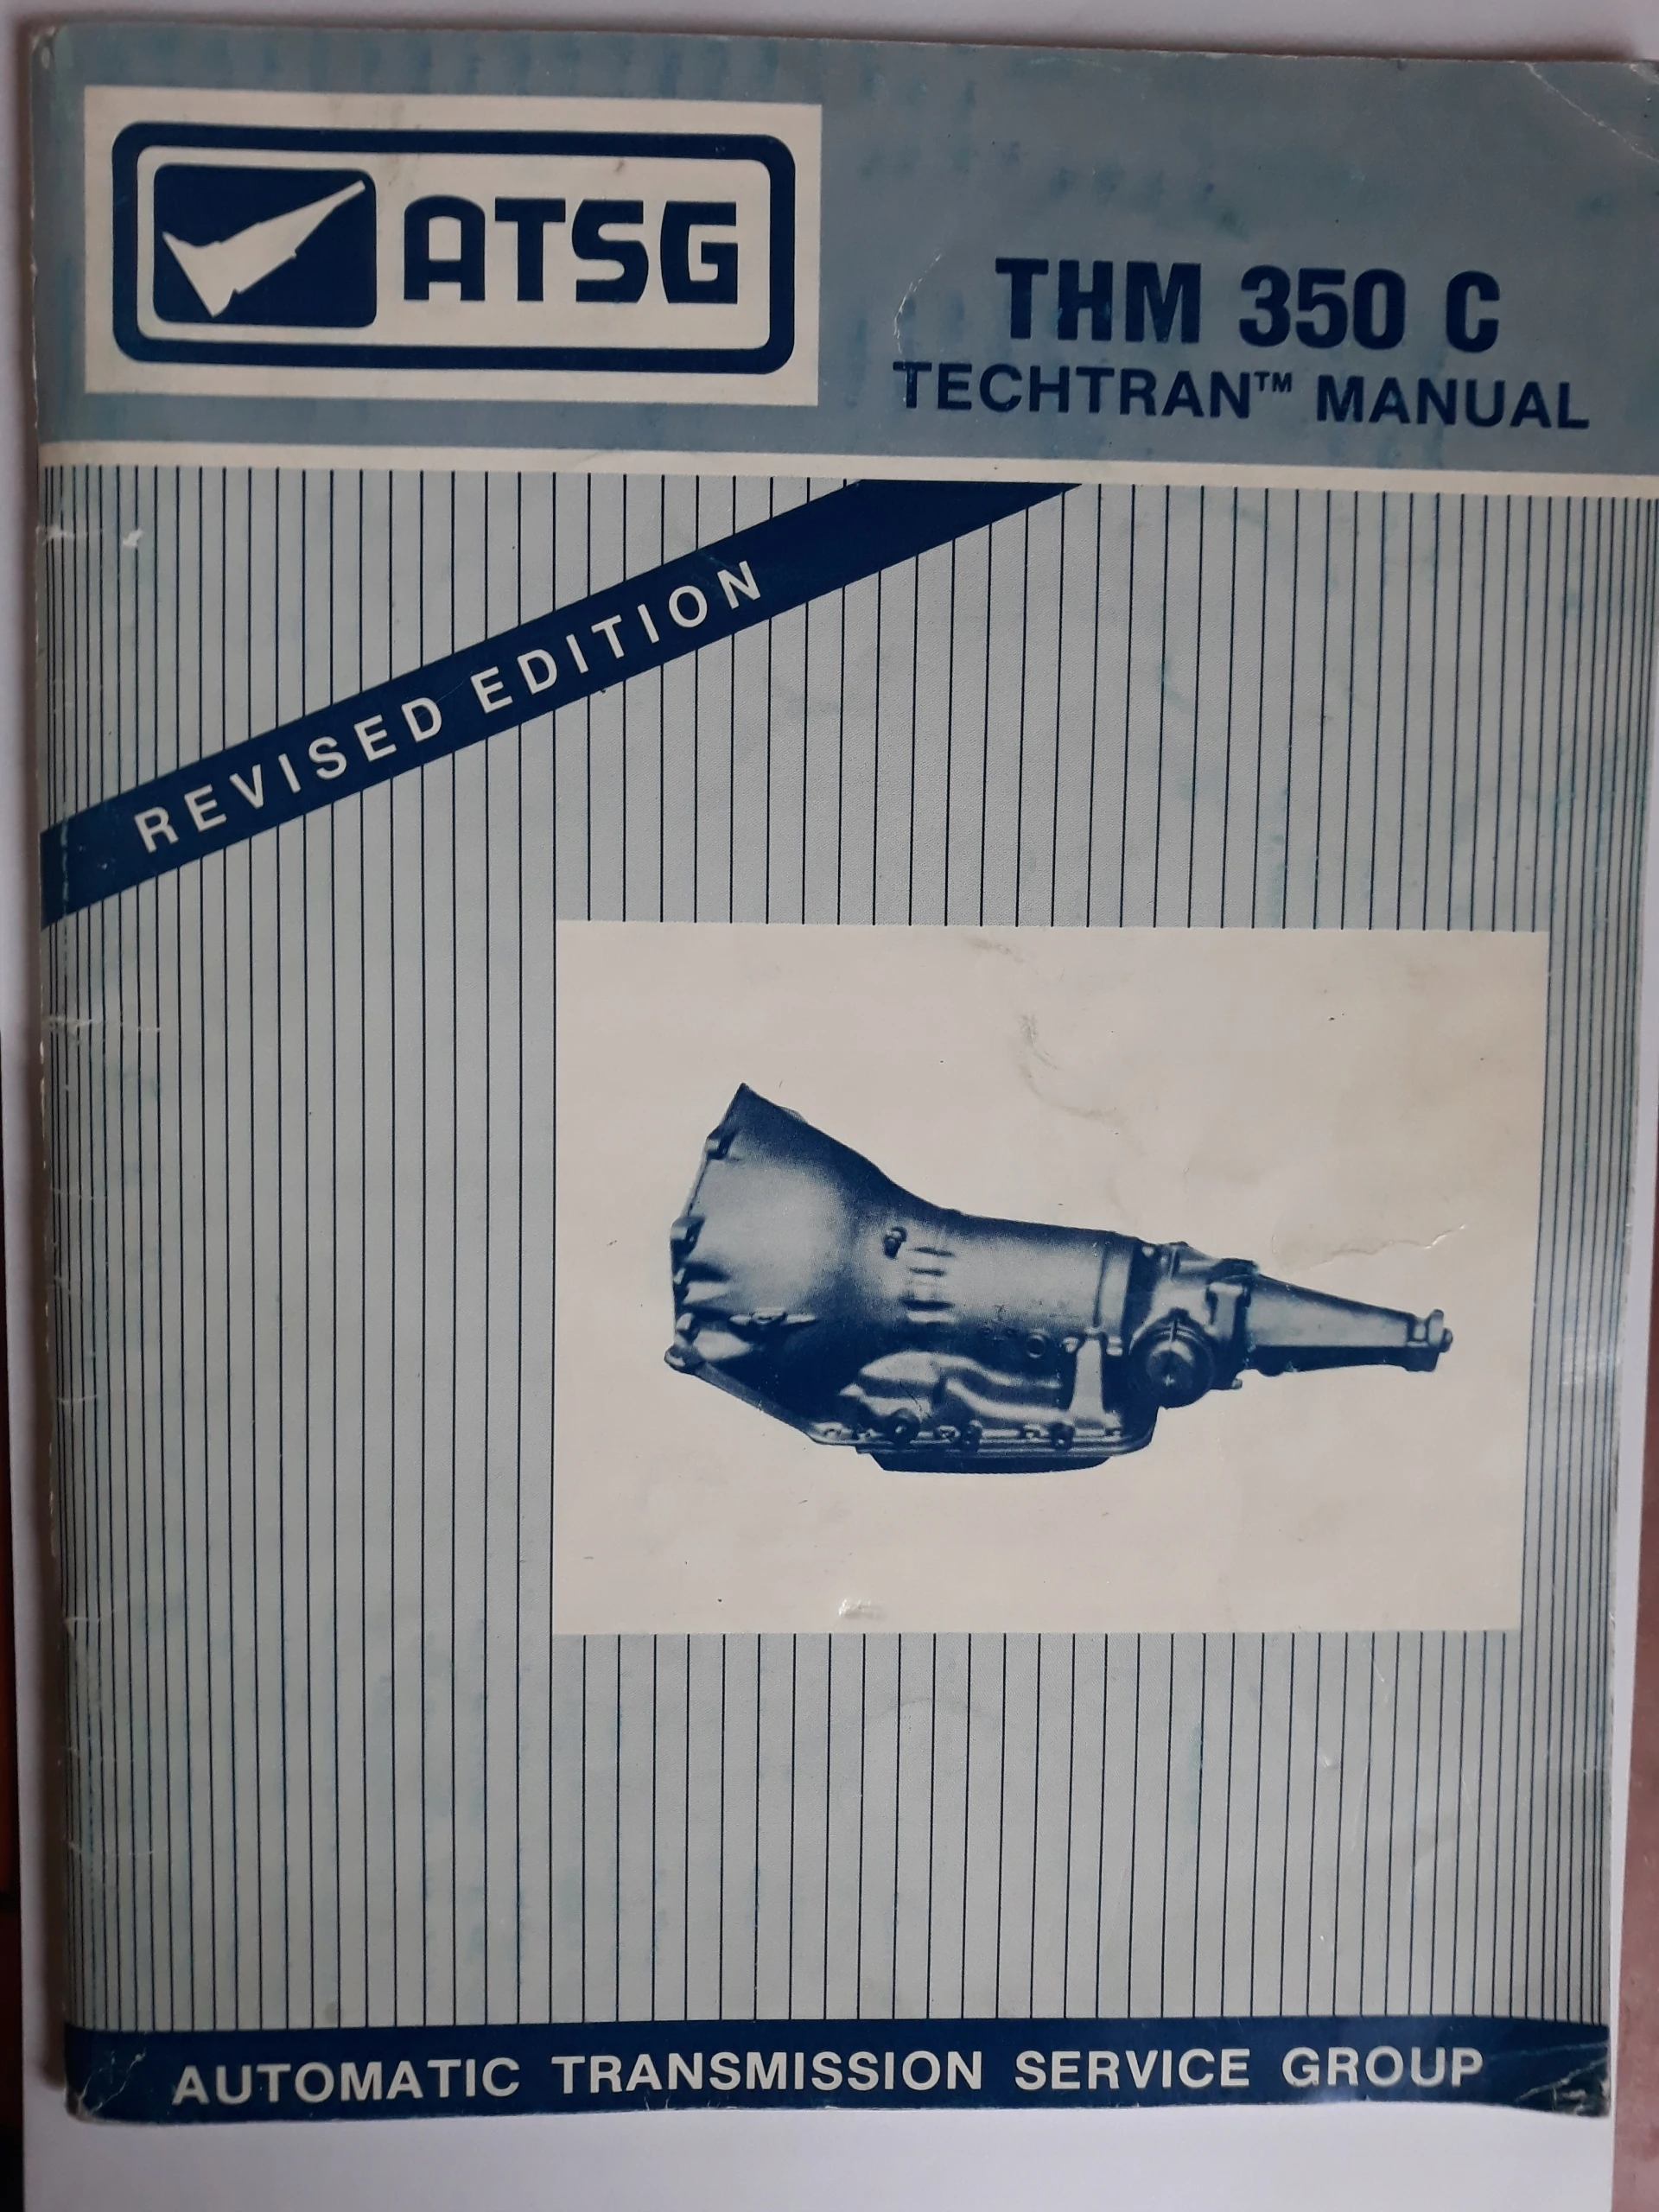 ATSG
THM 350 C
TECHTRAN™ MANUAL
REVISED EDITION
AUTOMATIC TRANSMISSION SERVICE GROUP